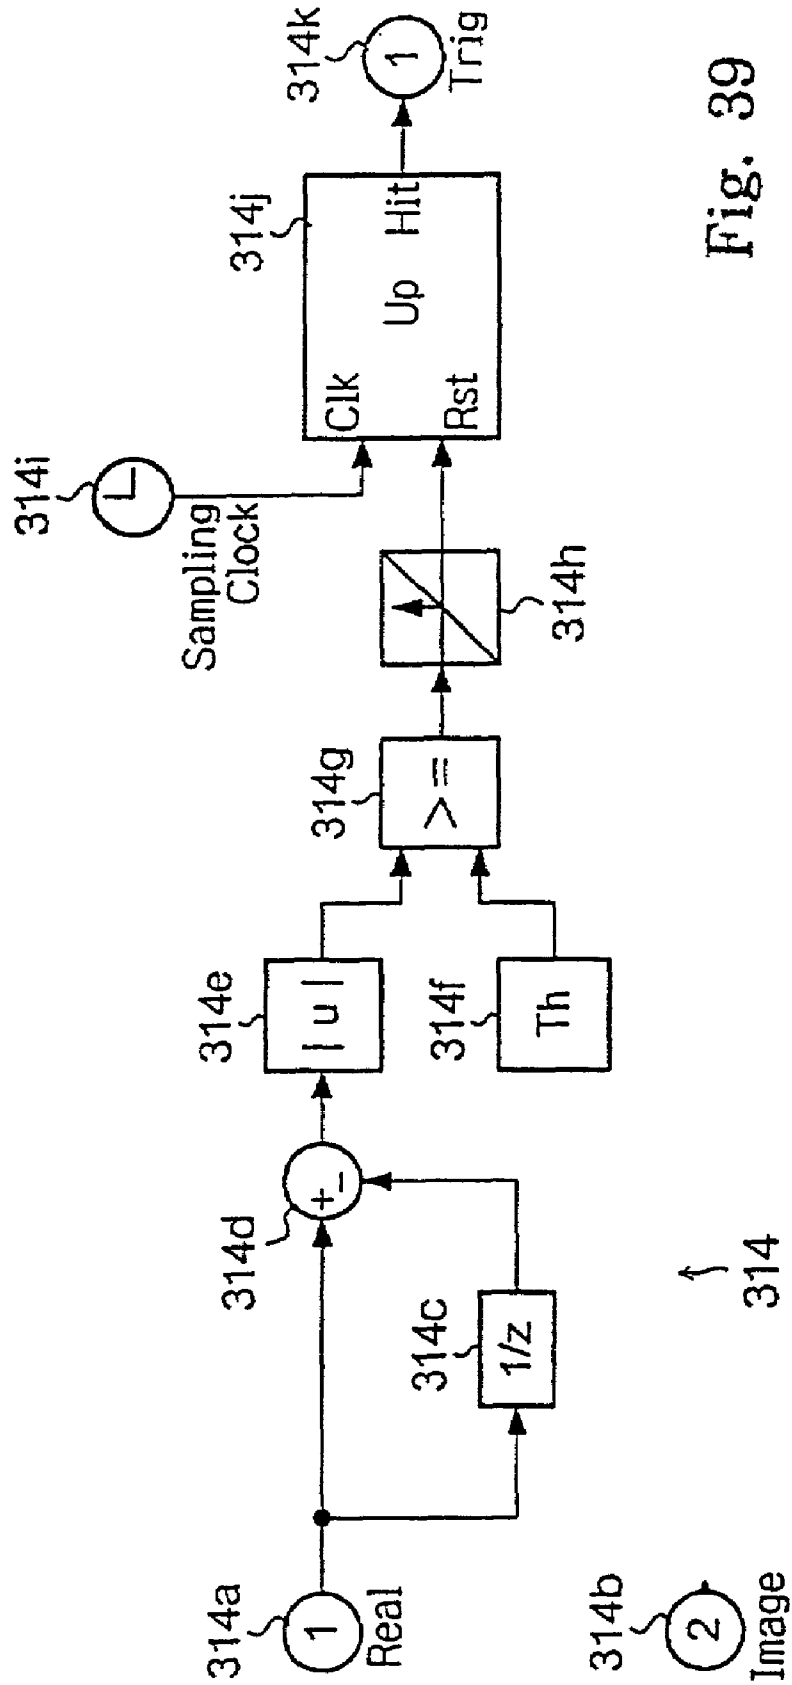 314a
1
Real
314b
2
Image
314c
1/z
314d
+
−
314e
|u|
314f
Th
314g
>=
314h
314i
Sampling
Clock
314j
Clk
Up
Hit
Rst
314k
1
Trig
314
Fig. 39